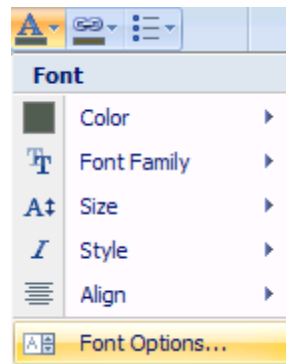 Font
Color
Font Family
Size
Style
Align
Font Options...